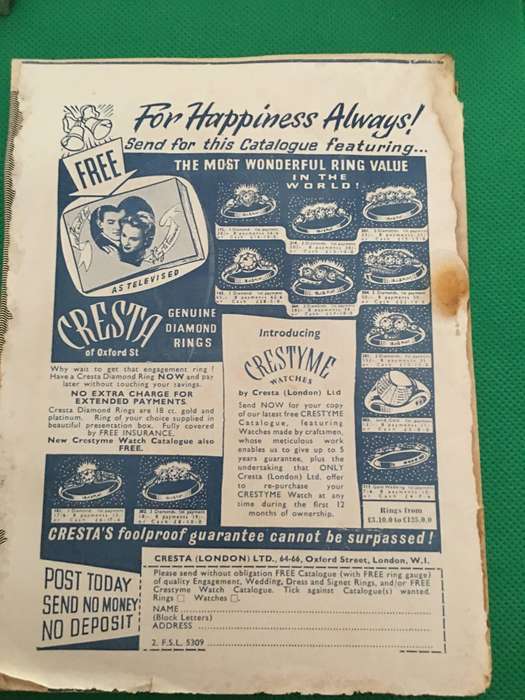 For Happiness Always!
Send for this Catalogue featuring...
FREE
THE MOST WONDERFUL RING VALUE
IN THE
WORLD!
AS TELEVISED
CRESTA
of Oxford St
GENUINE
DIAMOND
RINGS
Why wait to get that engagement ring?
Have a Cresta Diamond Ring NOW and pay
later without touching your savings.
NO EXTRA CHARGE FOR
EXTENDED PAYMENTS.
Cresta Diamond Rings are 18 ct. gold and
platinum. Ring of your choice supplied in
beautiful presentation box. Fully covered
by FREE INSURANCE.
New Crestyme Watch Catalogue also
FREE.
Introducing
CRESTYME
WATCHES
by Cresta (London) Ltd
Send NOW for your copy
of our latest free CRESTYME
Catalogue, featuring
Watches made by craftsmen,
whose meticulous work
enables us to give up to 5
years guarantee, plus the
undertaking that ONLY
Cresta (London) Ltd. offer
to re-purchase your
CRESTYME Watch at any
time during the first 12
months of ownership.
Rings from
£3.10.0 to £125.0.0
CRESTA'S foolproof guarantee cannot be surpassed!
POST TODAY
SEND NO MONEY
NO DEPOSIT
CRESTA (LONDON) LTD., 64-66, Oxford Street, London, W.1.
Please send without obligation FREE Catalogue (with FREE ring gauge)
of quality Engagement, Wedding, Dress and Signet Rings, and/or FREE
Crestyme Watch Catalogue. Tick against Catalogue(s) wanted.
Rings □ Watches □.
NAME
(Block Letters)
ADDRESS
2. F.S.L. 5309